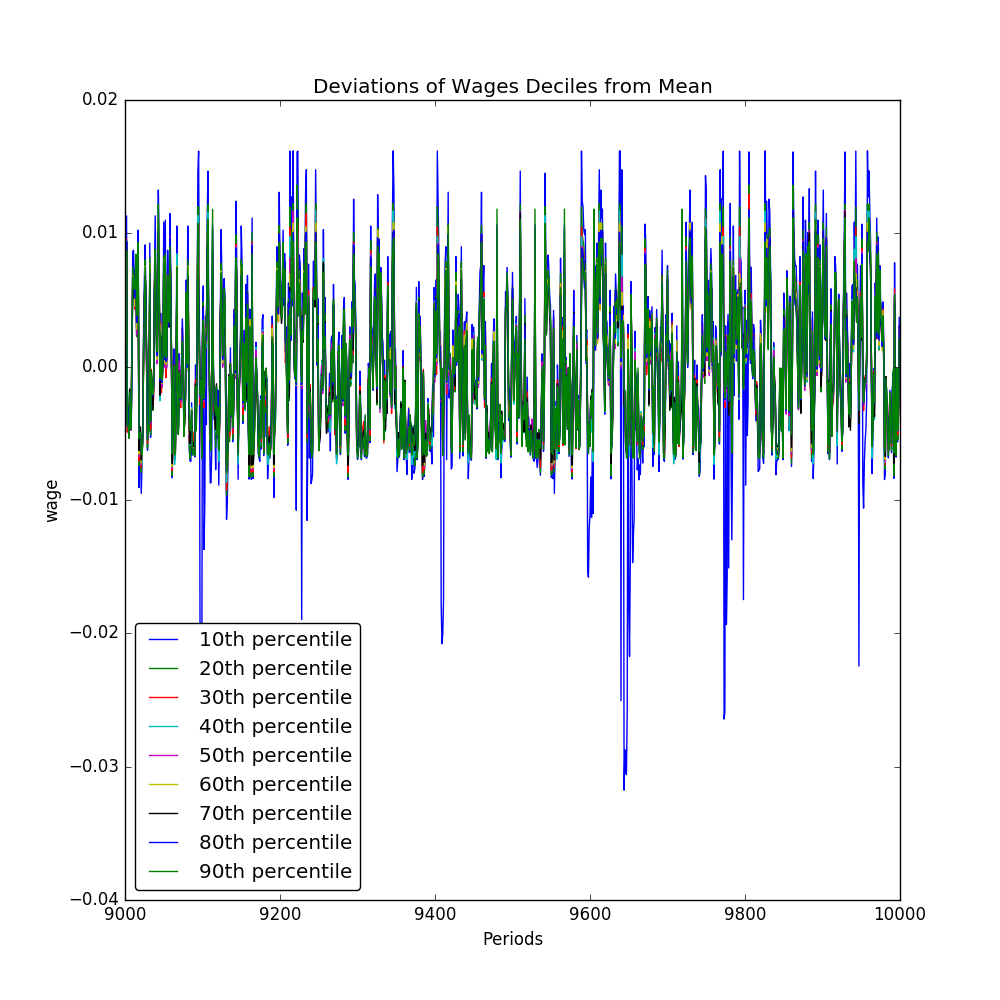 Deviations of Wages Deciles from Mean
0.02
0.01
0.00
−0.01
−0.02
−0.03
−0.04
wage
10th percentile
20th percentile
30th percentile
40th percentile
50th percentile
60th percentile
70th percentile
80th percentile
90th percentile
9000 9200 9400 9600 9800 10000
Periods